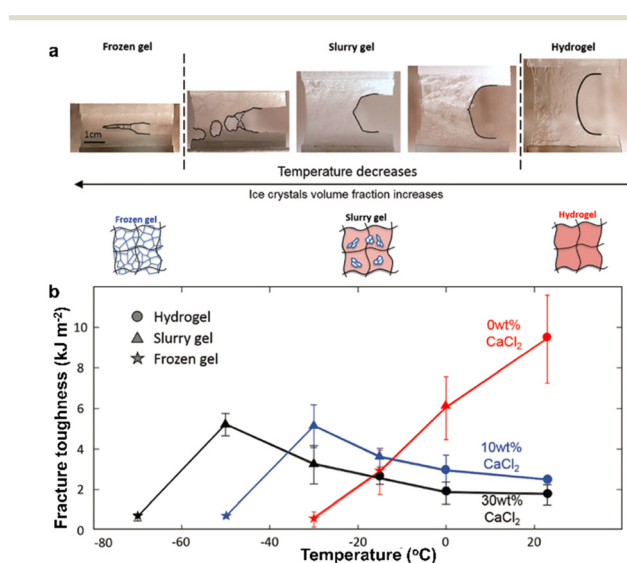 a
Frozen gel Slurry gel Hydrogel
1cm
Temperature decreases
Ice crystals volume fraction increases
Frozen gel Slurry gel Hydrogel
b
Fracture toughness (kJ m⁻²)
10
8
6
4
2
0
Hydrogel
Slurry gel
Frozen gel
0wt%
CaCl₂
10wt%
CaCl₂
30wt%
CaCl₂
-80 -60 -40 -20 0 20
Temperature (°C)